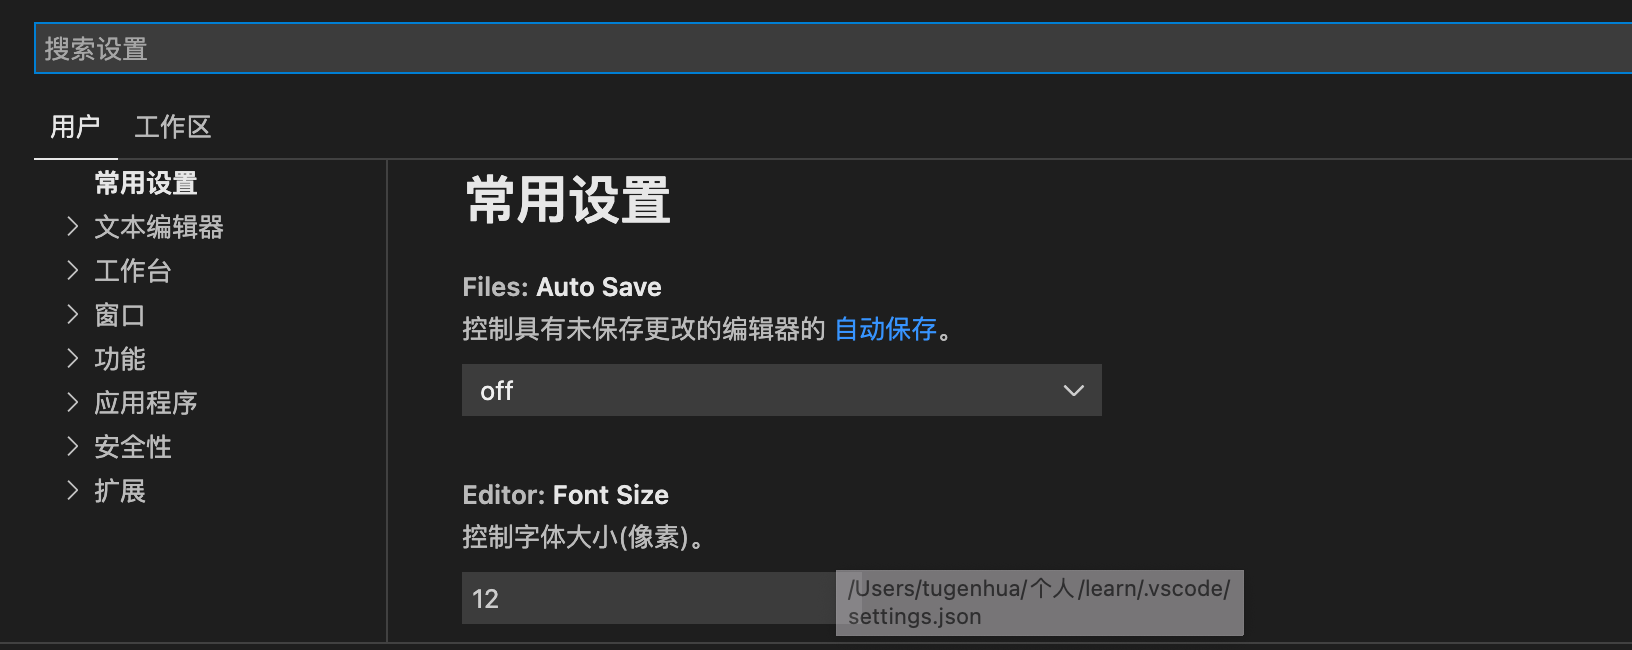 搜索设置
用户 工作区
常用设置
文本编辑器
工作台
窗口
功能
应用程序
安全性
扩展
常用设置
Files: Auto Save
控制具有未保存更改的编辑器的 自动保存。
off
Editor: Font Size
控制字体大小(像素)。
12
/Users/tugenhua/个人/learn/.vscode/
settings.json